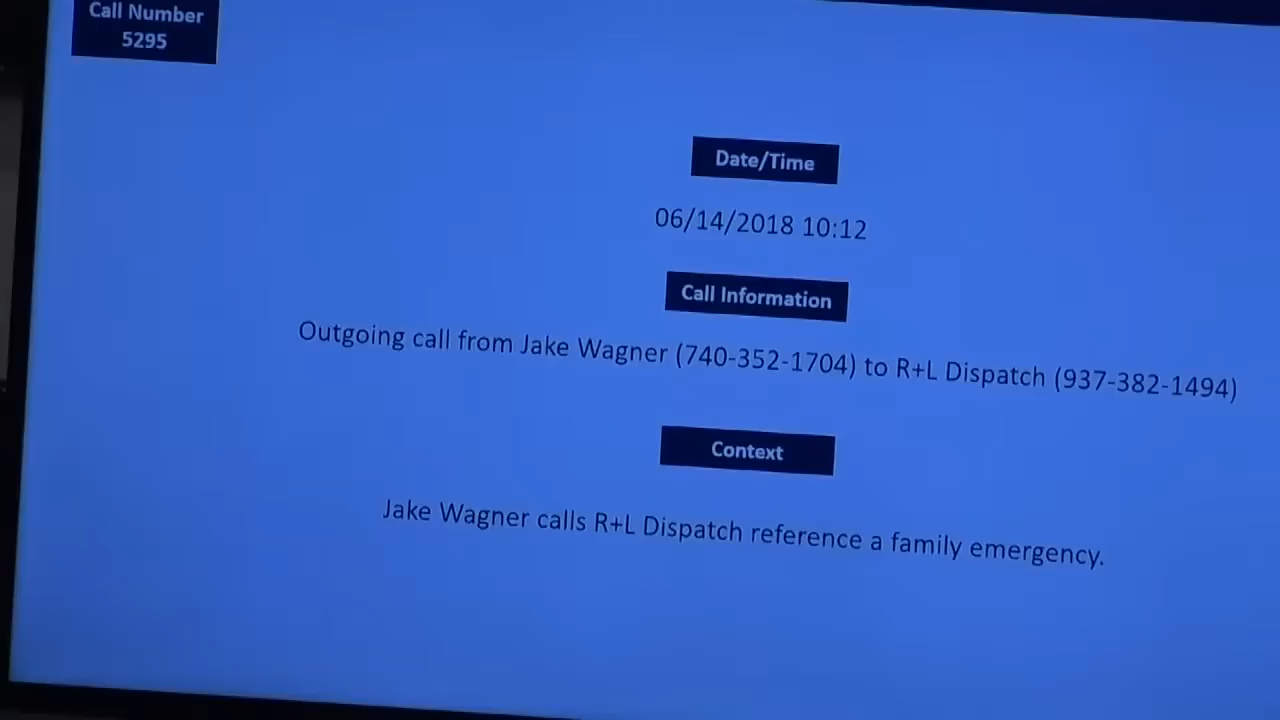 Call Number
5295
Date/Time
06/14/2018 10:12
Call Information
Outgoing call from Jake Wagner (740-352-1704) to R+L Dispatch (937-382-1494)
Context
Jake Wagner calls R+L Dispatch reference a family emergency.